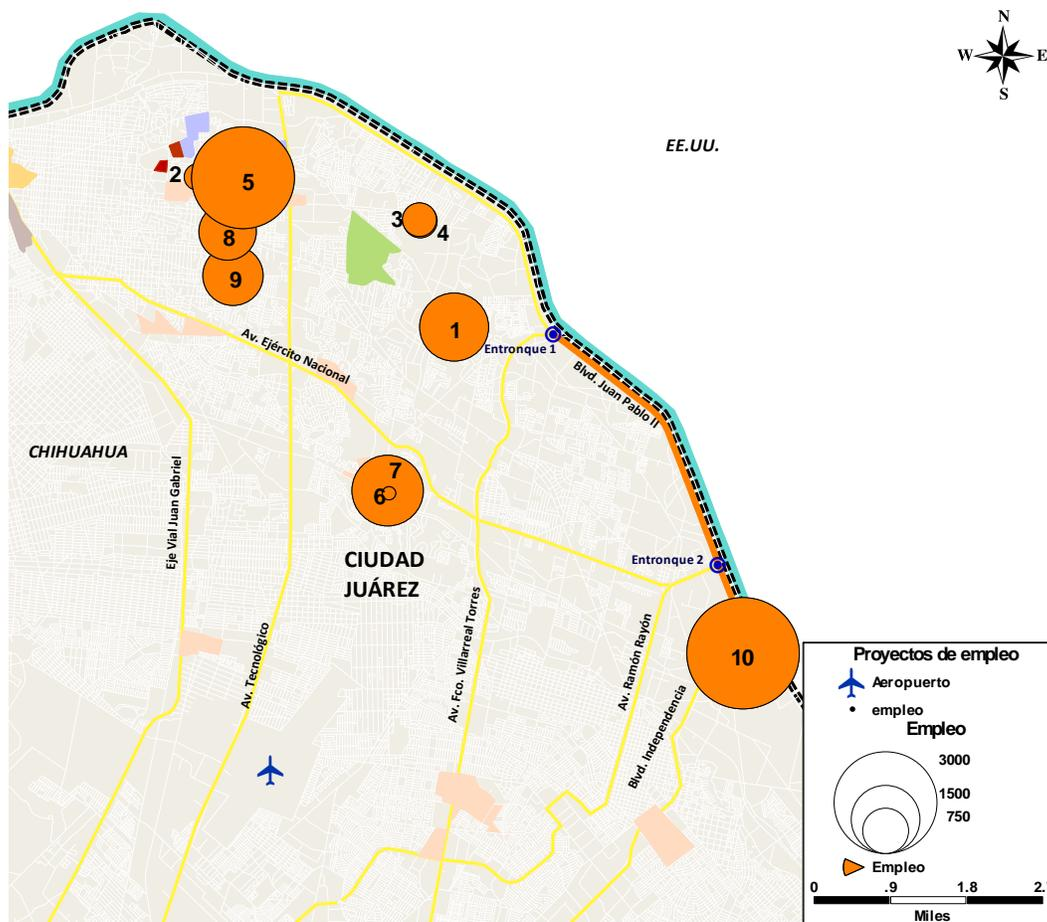 N
W E
S
EE.UU.
2
5
3
4
8
9
1
Entronque 1
Av. Ejército Nacional
Blvd. Juan Pablo II
CHIHUAHUA
Eje Vial Juan Gabriel
7
6
CIUDAD
JUÁREZ
Entronque 2
Av. Tecnológico
Av. Fco. Villarreal Torres
Av. Ramón Rayón
Blvd. Independencia
10
Proyectos de empleo
Aeropuerto
empleo
Empleo
3000
1500
750
Empleo
0 .9 1.8 2.
Miles